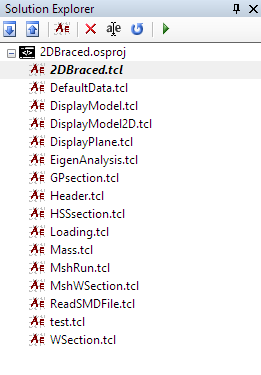 Solution Explorer
2DBraced.osproj
2DBraced.tcl
DefaultData.tcl
DisplayModel.tcl
DisplayModel2D.tcl
DisplayPlane.tcl
EigenAnalysis.tcl
GPsection.tcl
Header.tcl
HSSsection.tcl
Loading.tcl
Mass.tcl
MshRun.tcl
MshWSection.tcl
ReadSMDFile.tcl
test.tcl
WSection.tcl